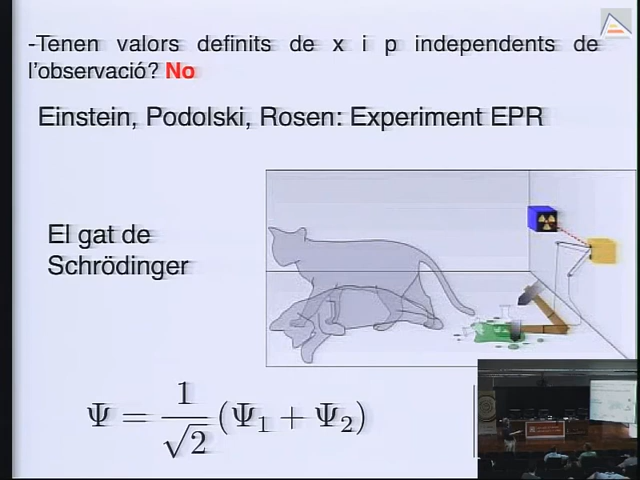 -Tenen valors definits de x i p independents de
l'observació? No
Einstein, Podolski, Rosen: Experiment EPR
El gat de
Schrödinger
Ψ = 1/√2 (Ψ₁ + Ψ₂)